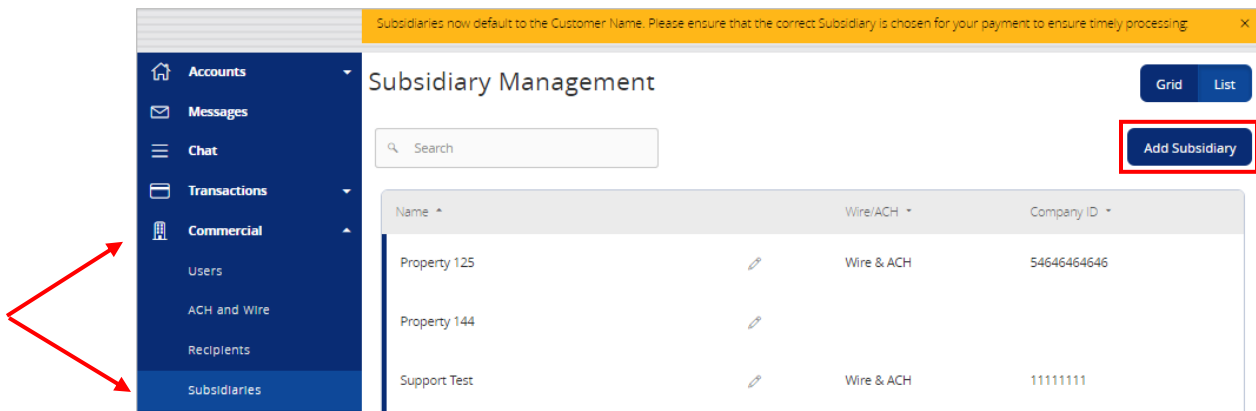 Subsidiaries now default to the Customer Name. Please ensure that the correct Subsidiary is chosen for your payment to ensure timely processing.
Accounts
Messages
Chat
Transactions
Commercial
Users
ACH and Wire
Recipients
Subsidiaries
Subsidiary Management
Grid List
Search
Add Subsidiary
Name Wire/ACH Company ID
Property 125 Wire & ACH 54646464646
Property 144
Support Test Wire & ACH 11111111